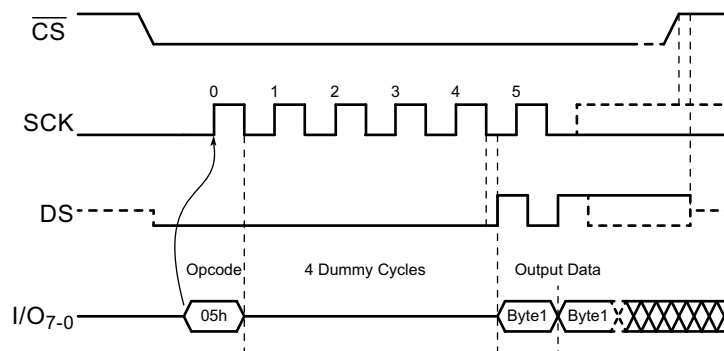 CS
0 1 2 3 4 5
SCK
DS
Opcode 4 Dummy Cycles Output Data
I/O7-0 05h Byte1 Byte1